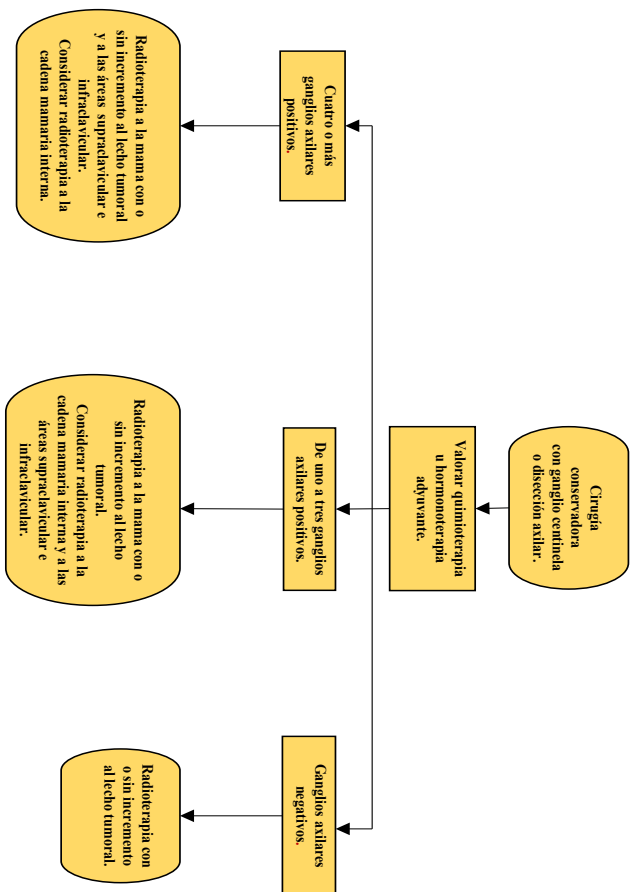 Cirugía
conservadora
con ganglio centinela
o disección axilar.
Valorar quimioterapia
u hormonoterapia
adyuvante.
Cuatro o más
ganglios axilares
positivos.
De uno a tres ganglios
axilares positivos.
Ganglios axilares
negativos.
Radioterapia a la mama con o
sin incremento al lecho tumoral
y a las áreas supraclavicular e
infraclavicular.
Considerar radioterapia a la
cadena mamaria interna.
Radioterapia a la mama con o
sin incremento al lecho
tumoral.
Considerar radioterapia a la
cadena mamaria interna y a las
áreas supraclavicular e
infraclavicular.
Radioterapia con
o sin incremento
al lecho tumoral.